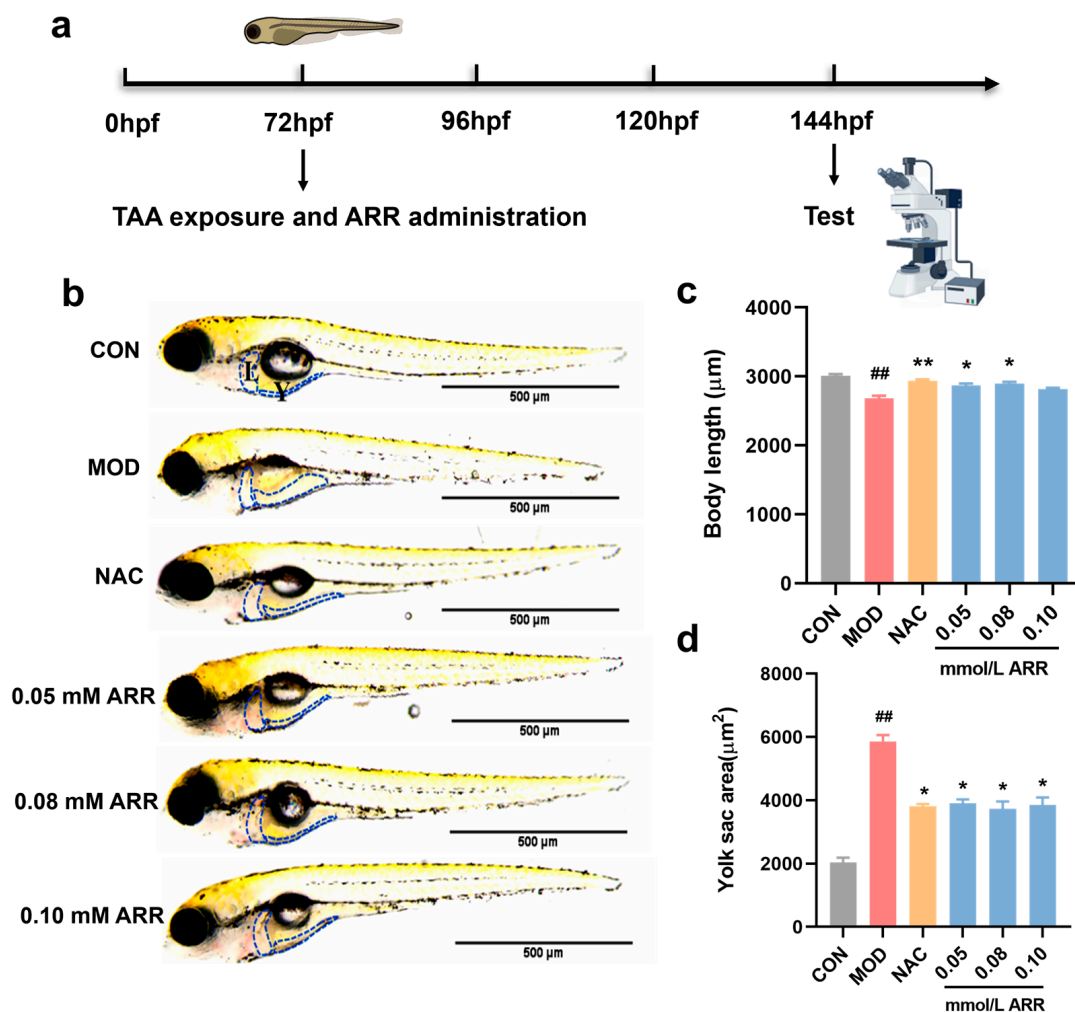 a
0hpf
72hpf
96hpf
120hpf
144hpf
TAA exposure and ARR administration
Test
b
CON
L
Y
500 µm
MOD
500 µm
NAC
500 µm
0.05 mM ARR
500 µm
0.08 mM ARR
500 µm
0.10 mM ARR
500 µm
c
Body length (μm)
4000
3000
2000
1000
0
##
**
*
*
CON
MOD
NAC
0.05
0.08
0.10
mmol/L ARR
d
Yolk sac area(μm²)
8000
6000
4000
2000
0
##
*
*
*
*
CON
MOD
NAC
0.05
0.08
0.10
mmol/L ARR